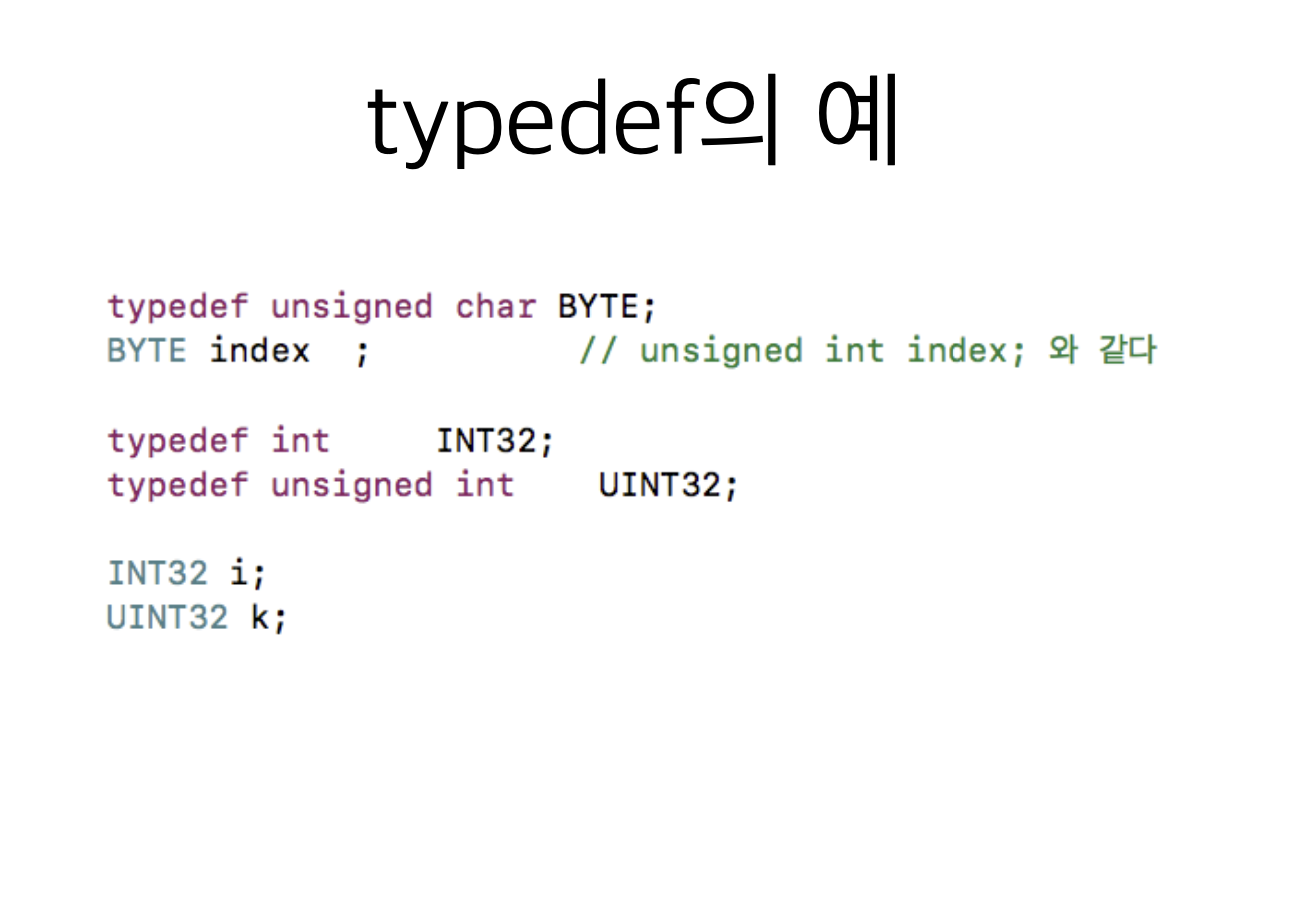 typedef의 예
typedef unsigned char BYTE;
BYTE index  ;          // unsigned int index; 와 같다
typedef int     INT32;
typedef unsigned int    UINT32;
INT32 i;
UINT32 k;